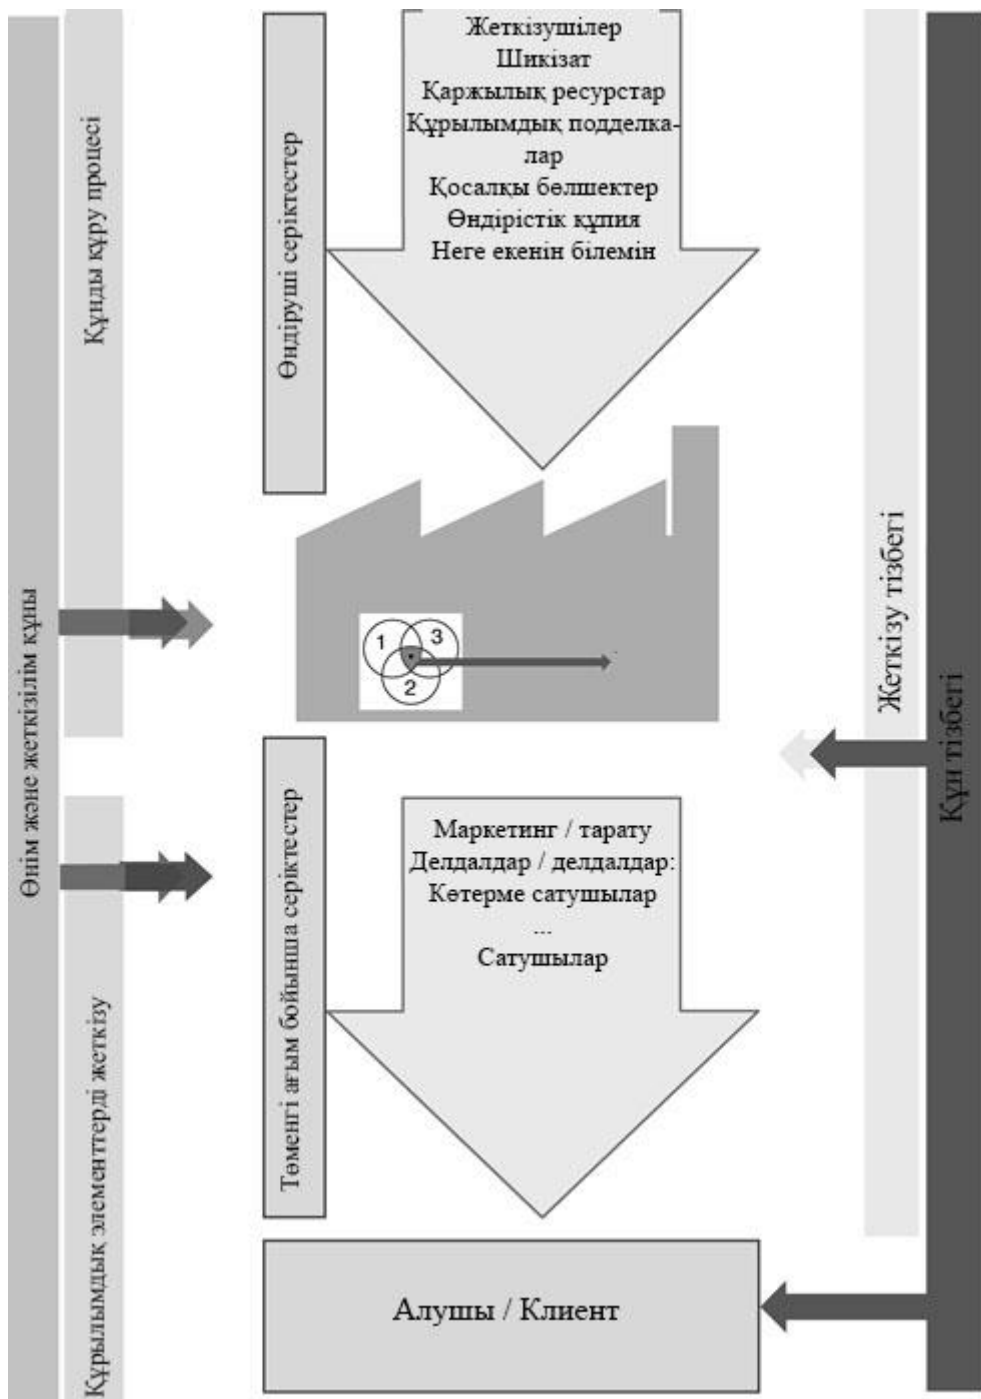 Өнім және жеткізілім құны
Құнды құру процесі
Құрылымдық элементтерді жеткізу
Өндіруші серіктестер
Жеткізушілер
Шикізат
Қаржылық ресурстар
Құрылымдық подделка-
лар
Қосалқы бөлшектер
Өндірістік құпия
Неге екенін білемін
1
3
2
Төменгі ағым бойынша серіктестер
Маркетинг / тарату
Делдалдар / делдалдар:
Көтерме сатушылар
...
Сатушылар
Алушы / Клиент
Жеткізу тізбегі
Құн тізбегі